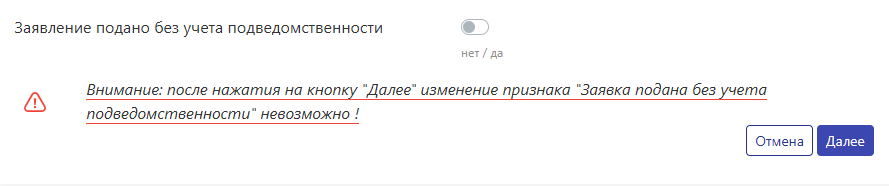 Заявление подано без учета подведомственности
нет / да
Внимание: после нажатия на кнопку "Далее" изменение признака "Заявка подана без учета
подведомственности" невозможно !
Отмена Далее